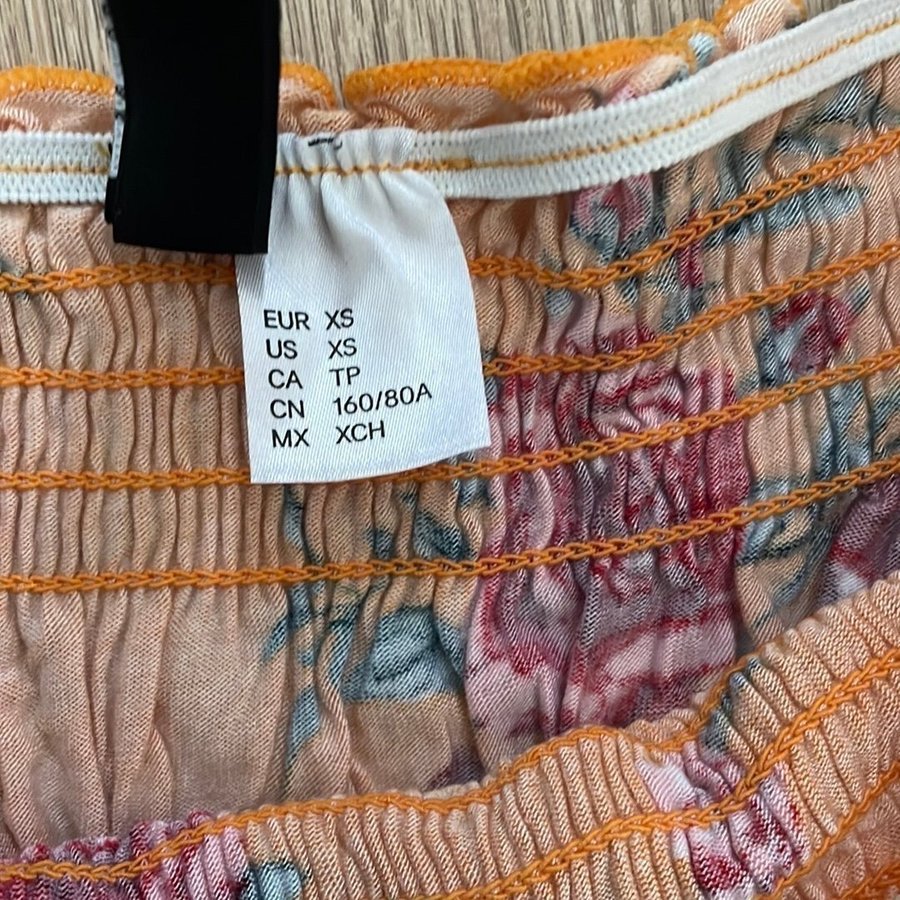 EUR XS
US XS
CA TP
CN 160/80A
MX XCH